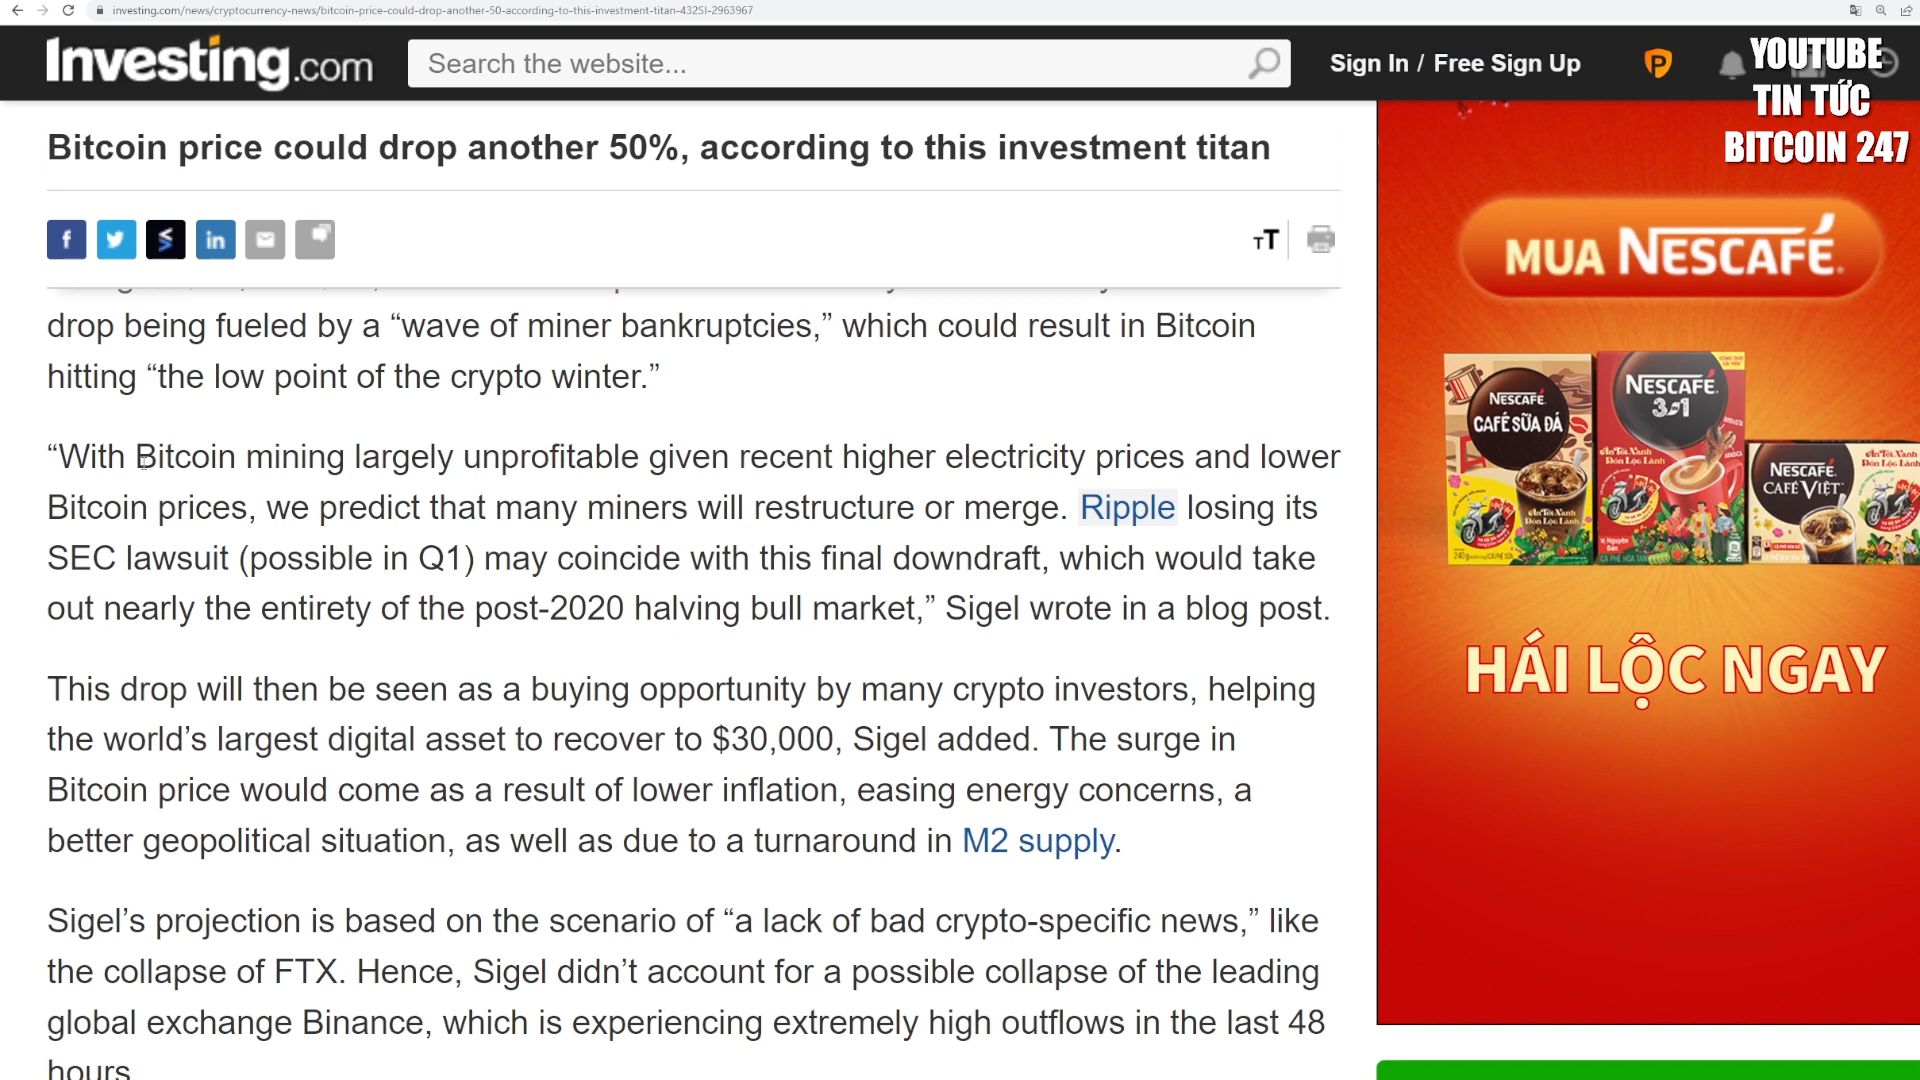 investing.com/news/cryptocurrency-news/bitcoin-price-could-drop-another-50-according-to-this-investment-titan-432SI-2963967
Investing.com
Search the website...
Sign In / Free Sign Up
YOUTUBE
TIN TỨC
BITCOIN 247
Bitcoin price could drop another 50%, according to this investment titan
drop being fueled by a “wave of miner bankruptcies,” which could result in Bitcoin
hitting “the low point of the crypto winter.”
“With Bitcoin mining largely unprofitable given recent higher electricity prices and lower
Bitcoin prices, we predict that many miners will restructure or merge. Ripple losing its
SEC lawsuit (possible in Q1) may coincide with this final downdraft, which would take
out nearly the entirety of the post-2020 halving bull market,” Sigel wrote in a blog post.
This drop will then be seen as a buying opportunity by many crypto investors, helping
the world’s largest digital asset to recover to $30,000, Sigel added. The surge in
Bitcoin price would come as a result of lower inflation, easing energy concerns, a
better geopolitical situation, as well as due to a turnaround in M2 supply.
Sigel’s projection is based on the scenario of “a lack of bad crypto-specific news,” like
the collapse of FTX. Hence, Sigel didn’t account for a possible collapse of the leading
global exchange Binance, which is experiencing extremely high outflows in the last 48
hours
MUA NESCAFÉ
NESCAFÉ
CAFÉ SỮA ĐÁ
NESCAFÉ
3in1
NESCAFÉ
CAFÉ VIỆT
HÁI LỘC NGAY